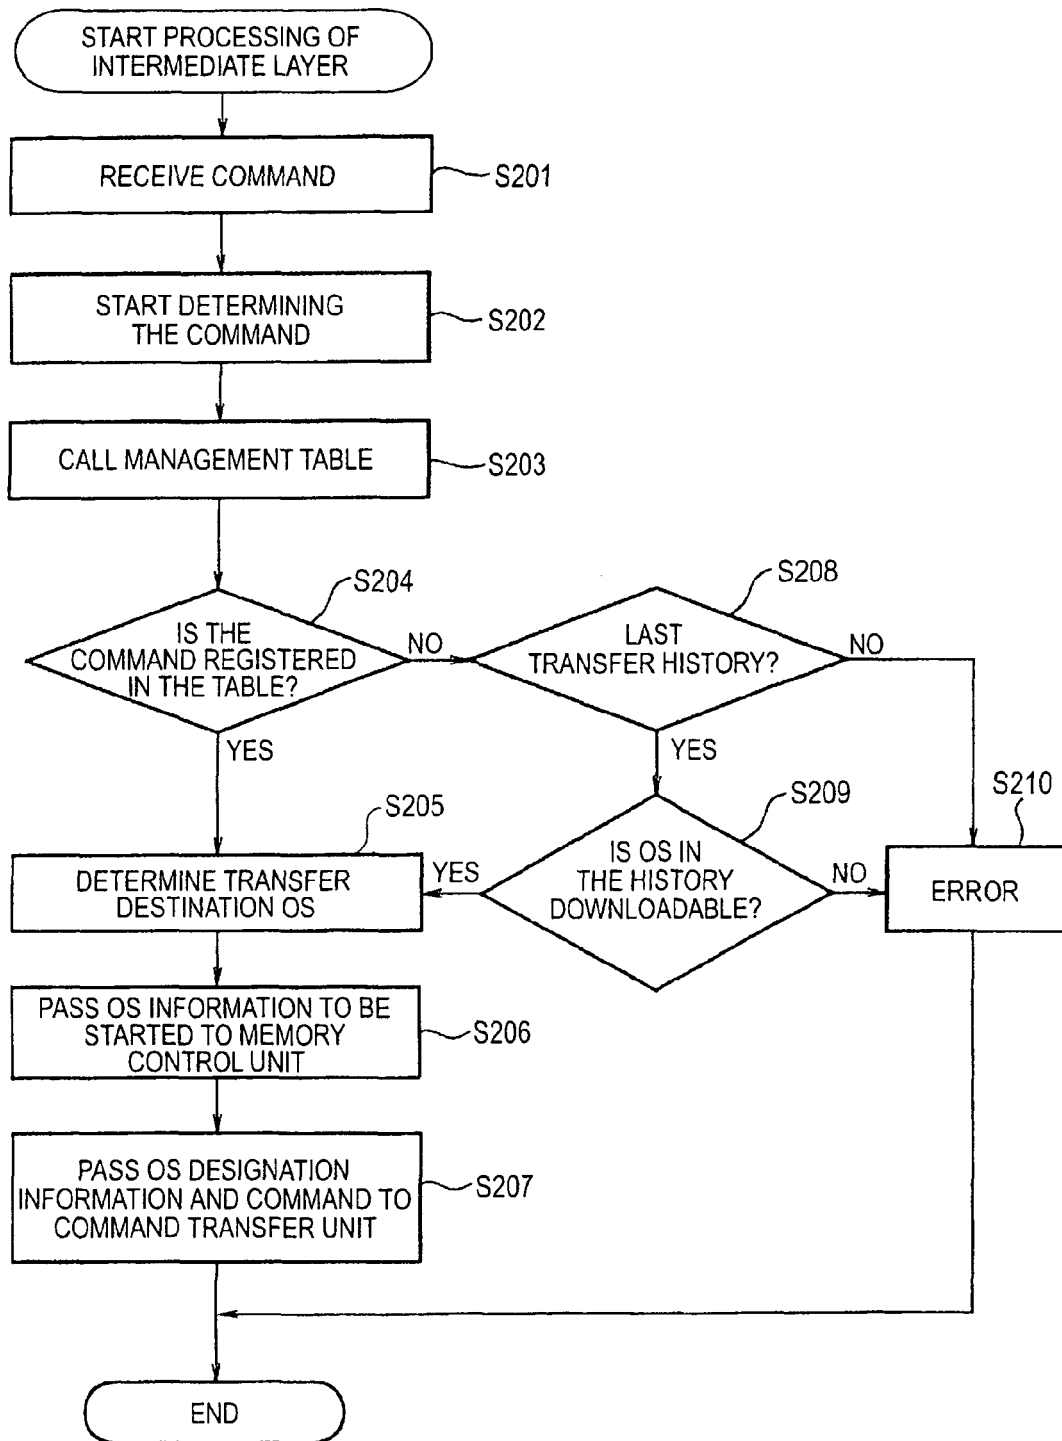 START PROCESSING OF
INTERMEDIATE LAYER
RECEIVE COMMAND
S201
START DETERMINING
THE COMMAND
S202
CALL MANAGEMENT TABLE
S203
S204
IS THE
COMMAND REGISTERED
IN THE TABLE?
NO
YES
S208
LAST
TRANSFER HISTORY?
NO
YES
S205
DETERMINE TRANSFER
DESTINATION OS
YES
S209
IS OS IN
THE HISTORY
DOWNLOADABLE?
NO
S210
ERROR
PASS OS INFORMATION TO BE
STARTED TO MEMORY
CONTROL UNIT
S206
PASS OS DESIGNATION
INFORMATION AND COMMAND TO
COMMAND TRANSFER UNIT
S207
END